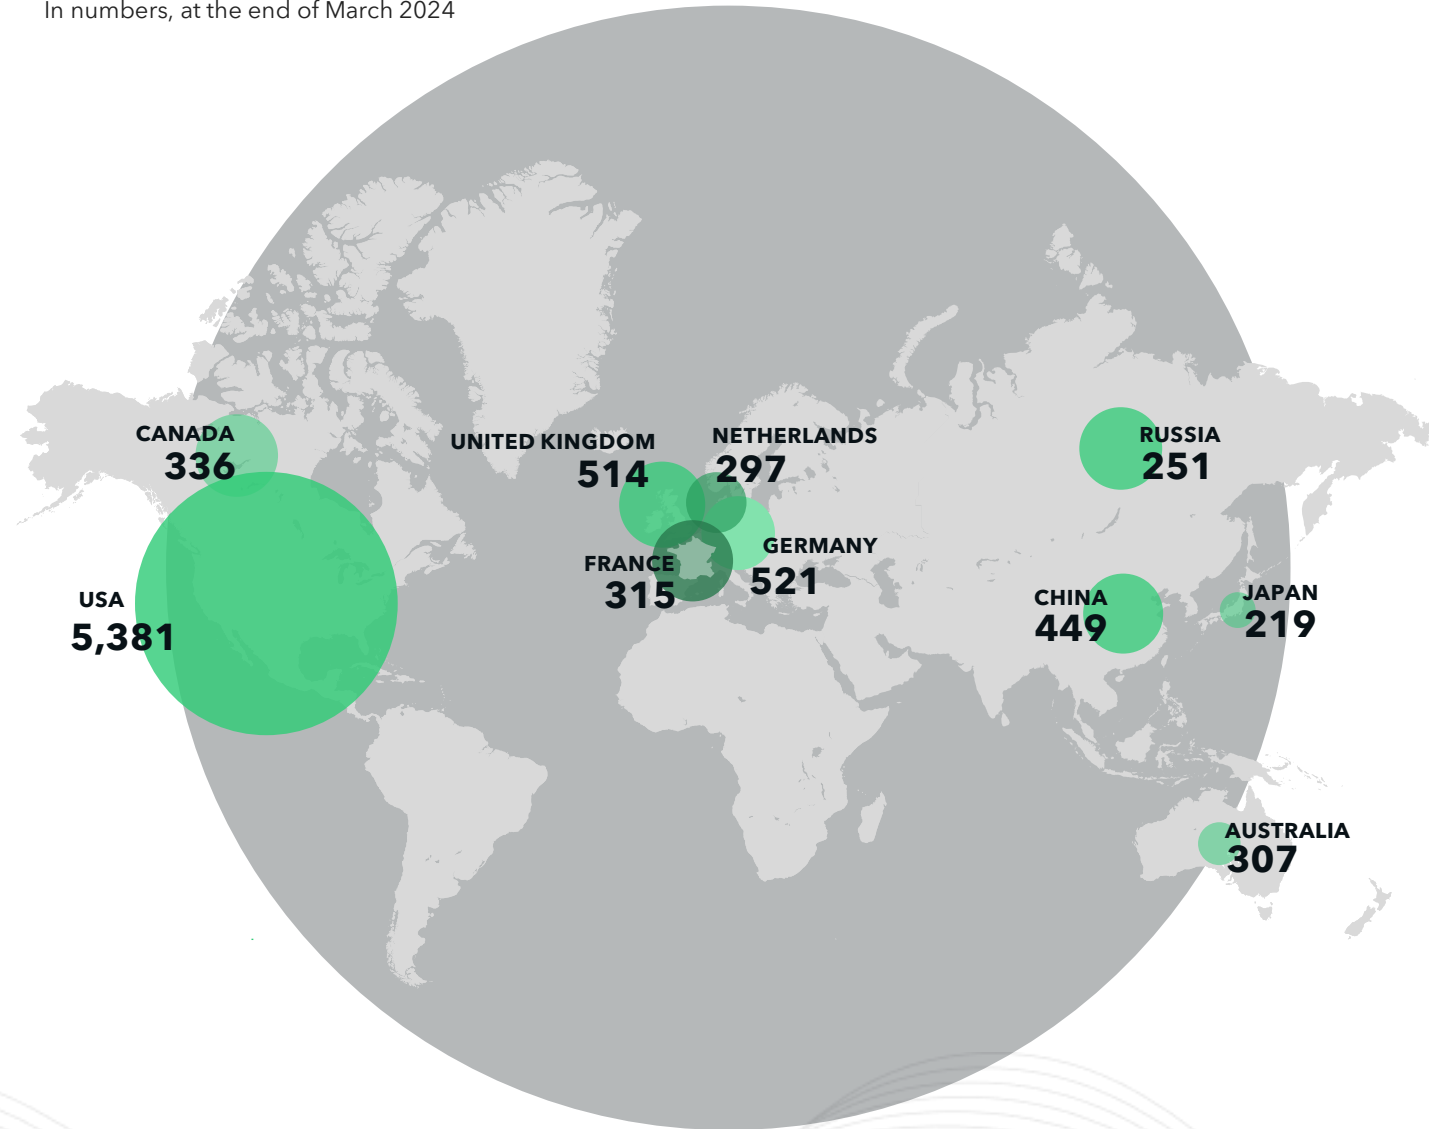 In numbers, at the end of March 2024
CANADA
336
UNITED KINGDOM
514
NETHERLANDS
297
RUSSIA
251
GERMANY
521
FRANCE
315
USA
5,381
CHINA
449
JAPAN
219
AUSTRALIA
307